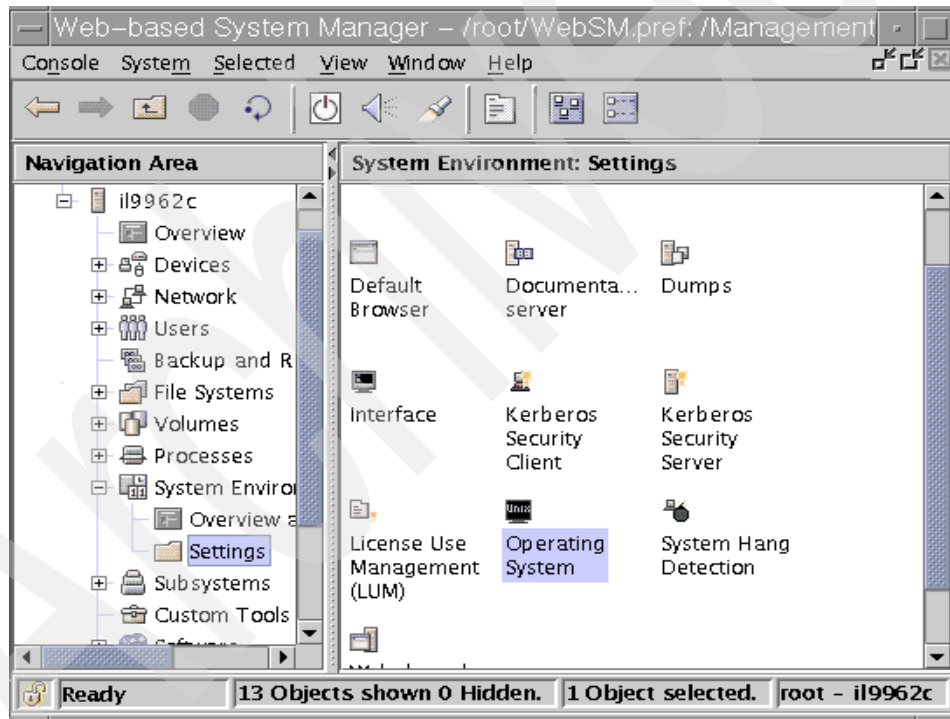 Web-based System Manager - /root/WebSM.pref: /Management
Console System Selected View Window Help
Navigation Area
il9962c
Overview
Devices
Network
Users
Backup and R
File Systems
Volumes
Processes
System Enviro
Overview a
Settings
Subsystems
Custom Tools
System Environment: Settings
Default
Browser
Documenta...
server
Dumps
Interface
Kerberos
Security
Client
Kerberos
Security
Server
License Use
Management
(LUM)
Unix
Operating
System
System Hang
Detection
Ready
13 Objects shown 0 Hidden.
1 Object selected.
root - il9962c